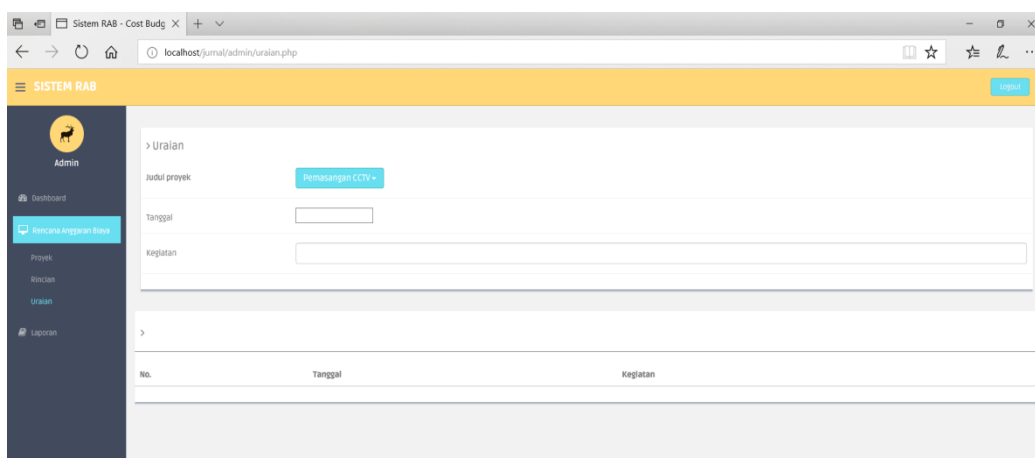 Sistem RAB - Cost Budg
localhost/jurnal/admin/uraian.php
SISTEM RAB
Logout
Admin
Dashboard
Rencana Anggaran Biaya
Proyek
Rincian
Uraian
Laporan
> Uraian
Judul proyek Pemasangan CCTV
Tanggal
Kegiatan
>
No. Tanggal Kegiatan